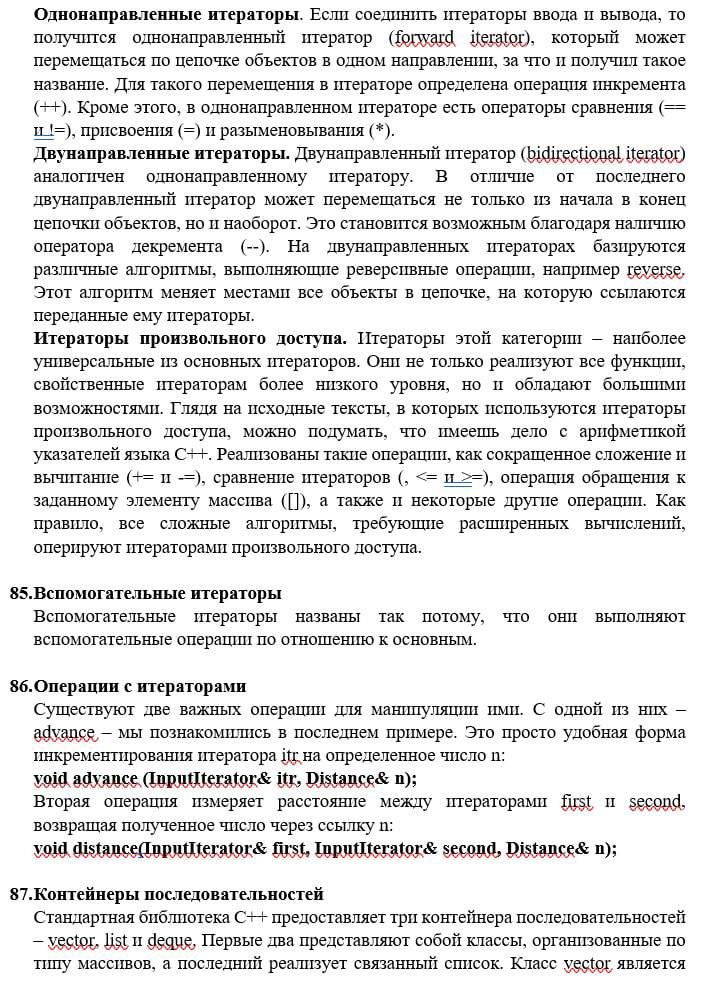 Однонаправленные итераторы. Если соединить итераторы ввода и вывода, то
получится однонаправленный итератор (forward iterator), который может
перемещаться по цепочке объектов в одном направлении, за что и получил такое
название. Для такого перемещения в итераторе определена операция инкремента
(++). Кроме этого, в однонаправленном итераторе есть операторы сравнения (==
и !=), присвоения (=) и разыменовывания (*).
Двунаправленные итераторы. Двунаправленный итератор (bidirectional iterator)
аналогичен однонаправленному итератору. В отличие от последнего
двунаправленный итератор может перемещаться не только из начала в конец
цепочки объектов, но и наоборот. Это становится возможным благодаря наличию
оператора декремента (--). На двунаправленных итераторах базируются
различные алгоритмы, выполняющие реверсивные операции, например reverse.
Этот алгоритм меняет местами все объекты в цепочке, на которую ссылаются
переданные ему итераторы.
Итераторы произвольного доступа. Итераторы этой категории – наиболее
универсальные из основных итераторов. Они не только реализуют все функции,
свойственные итераторам более низкого уровня, но и обладают большими
возможностями. Глядя на исходные тексты, в которых используются итераторы
произвольного доступа, можно подумать, что имеешь дело с арифметикой
указателей языка C++. Реализованы такие операции, как сокращенное сложение и
вычитание (+= и -=), сравнение итераторов (, <= и >=), операция обращения к
заданному элементу массива ([]), а также и некоторые другие операции. Как
правило, все сложные алгоритмы, требующие расширенных вычислений,
оперируют итераторами произвольного доступа.
85.Вспомогательные итераторы
Вспомогательные итераторы названы так потому, что они выполняют
вспомогательные операции по отношению к основным.
86.Операции с итераторами
Существуют две важных операции для манипуляции ими. С одной из них –
advance – мы познакомились в последнем примере. Это просто удобная форма
инкрементирования итератора itr на определенное число n:
void advance (InputIterator& itr, Distance& n);
Вторая операция измеряет расстояние между итераторами first и second,
возвращая полученное число через ссылку n:
void distance(InputIterator& first, InputIterator& second, Distance& n);
87.Контейнеры последовательностей
Стандартная библиотека C++ предоставляет три контейнера последовательностей
– vector, list и deque. Первые два представляют собой классы, организованные по
типу массивов, а последний реализует связанный список. Класс vector является